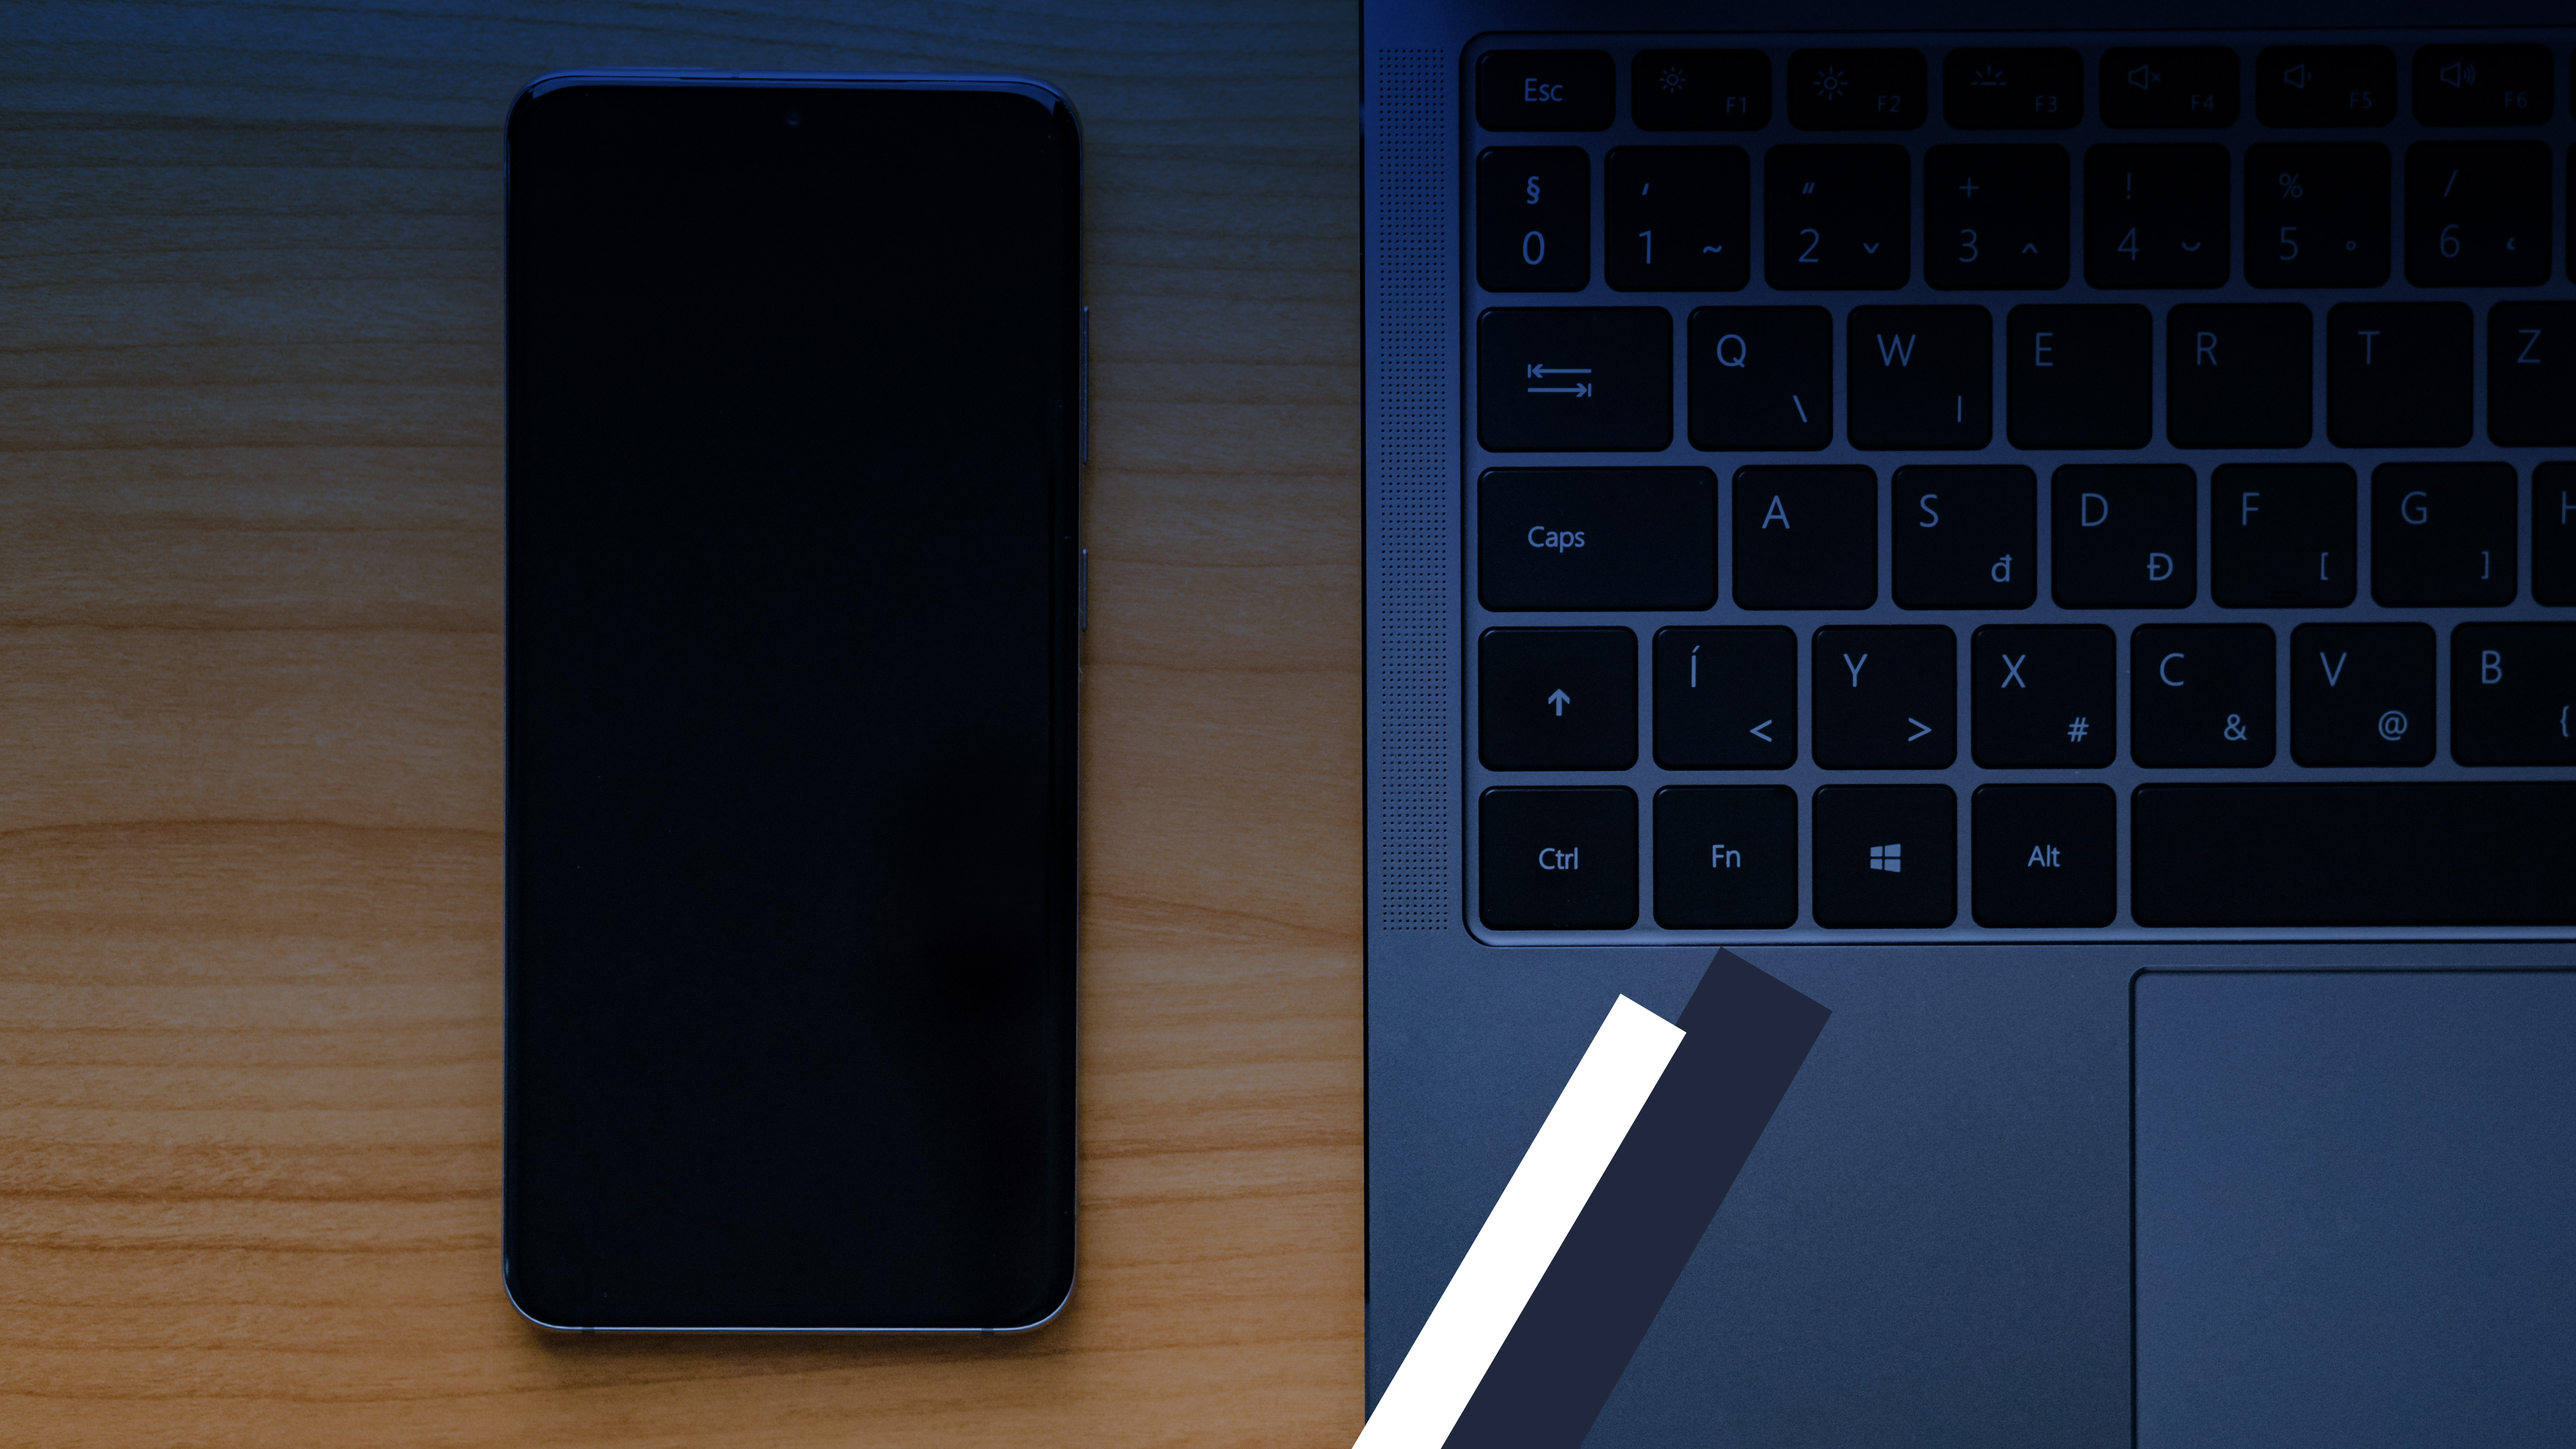 Esc F1 F2 F3 F4 F5 F6
§ ' " + ! % /
0 1 ~ 2 ˇ 3 ^ 4 ˘ 5 ° 6 ˛
Q W E R T Z
\ |
Caps A S D F G H
đ Đ [ ]
Í Y X C V B
< > # & @ {
Ctrl Fn Alt